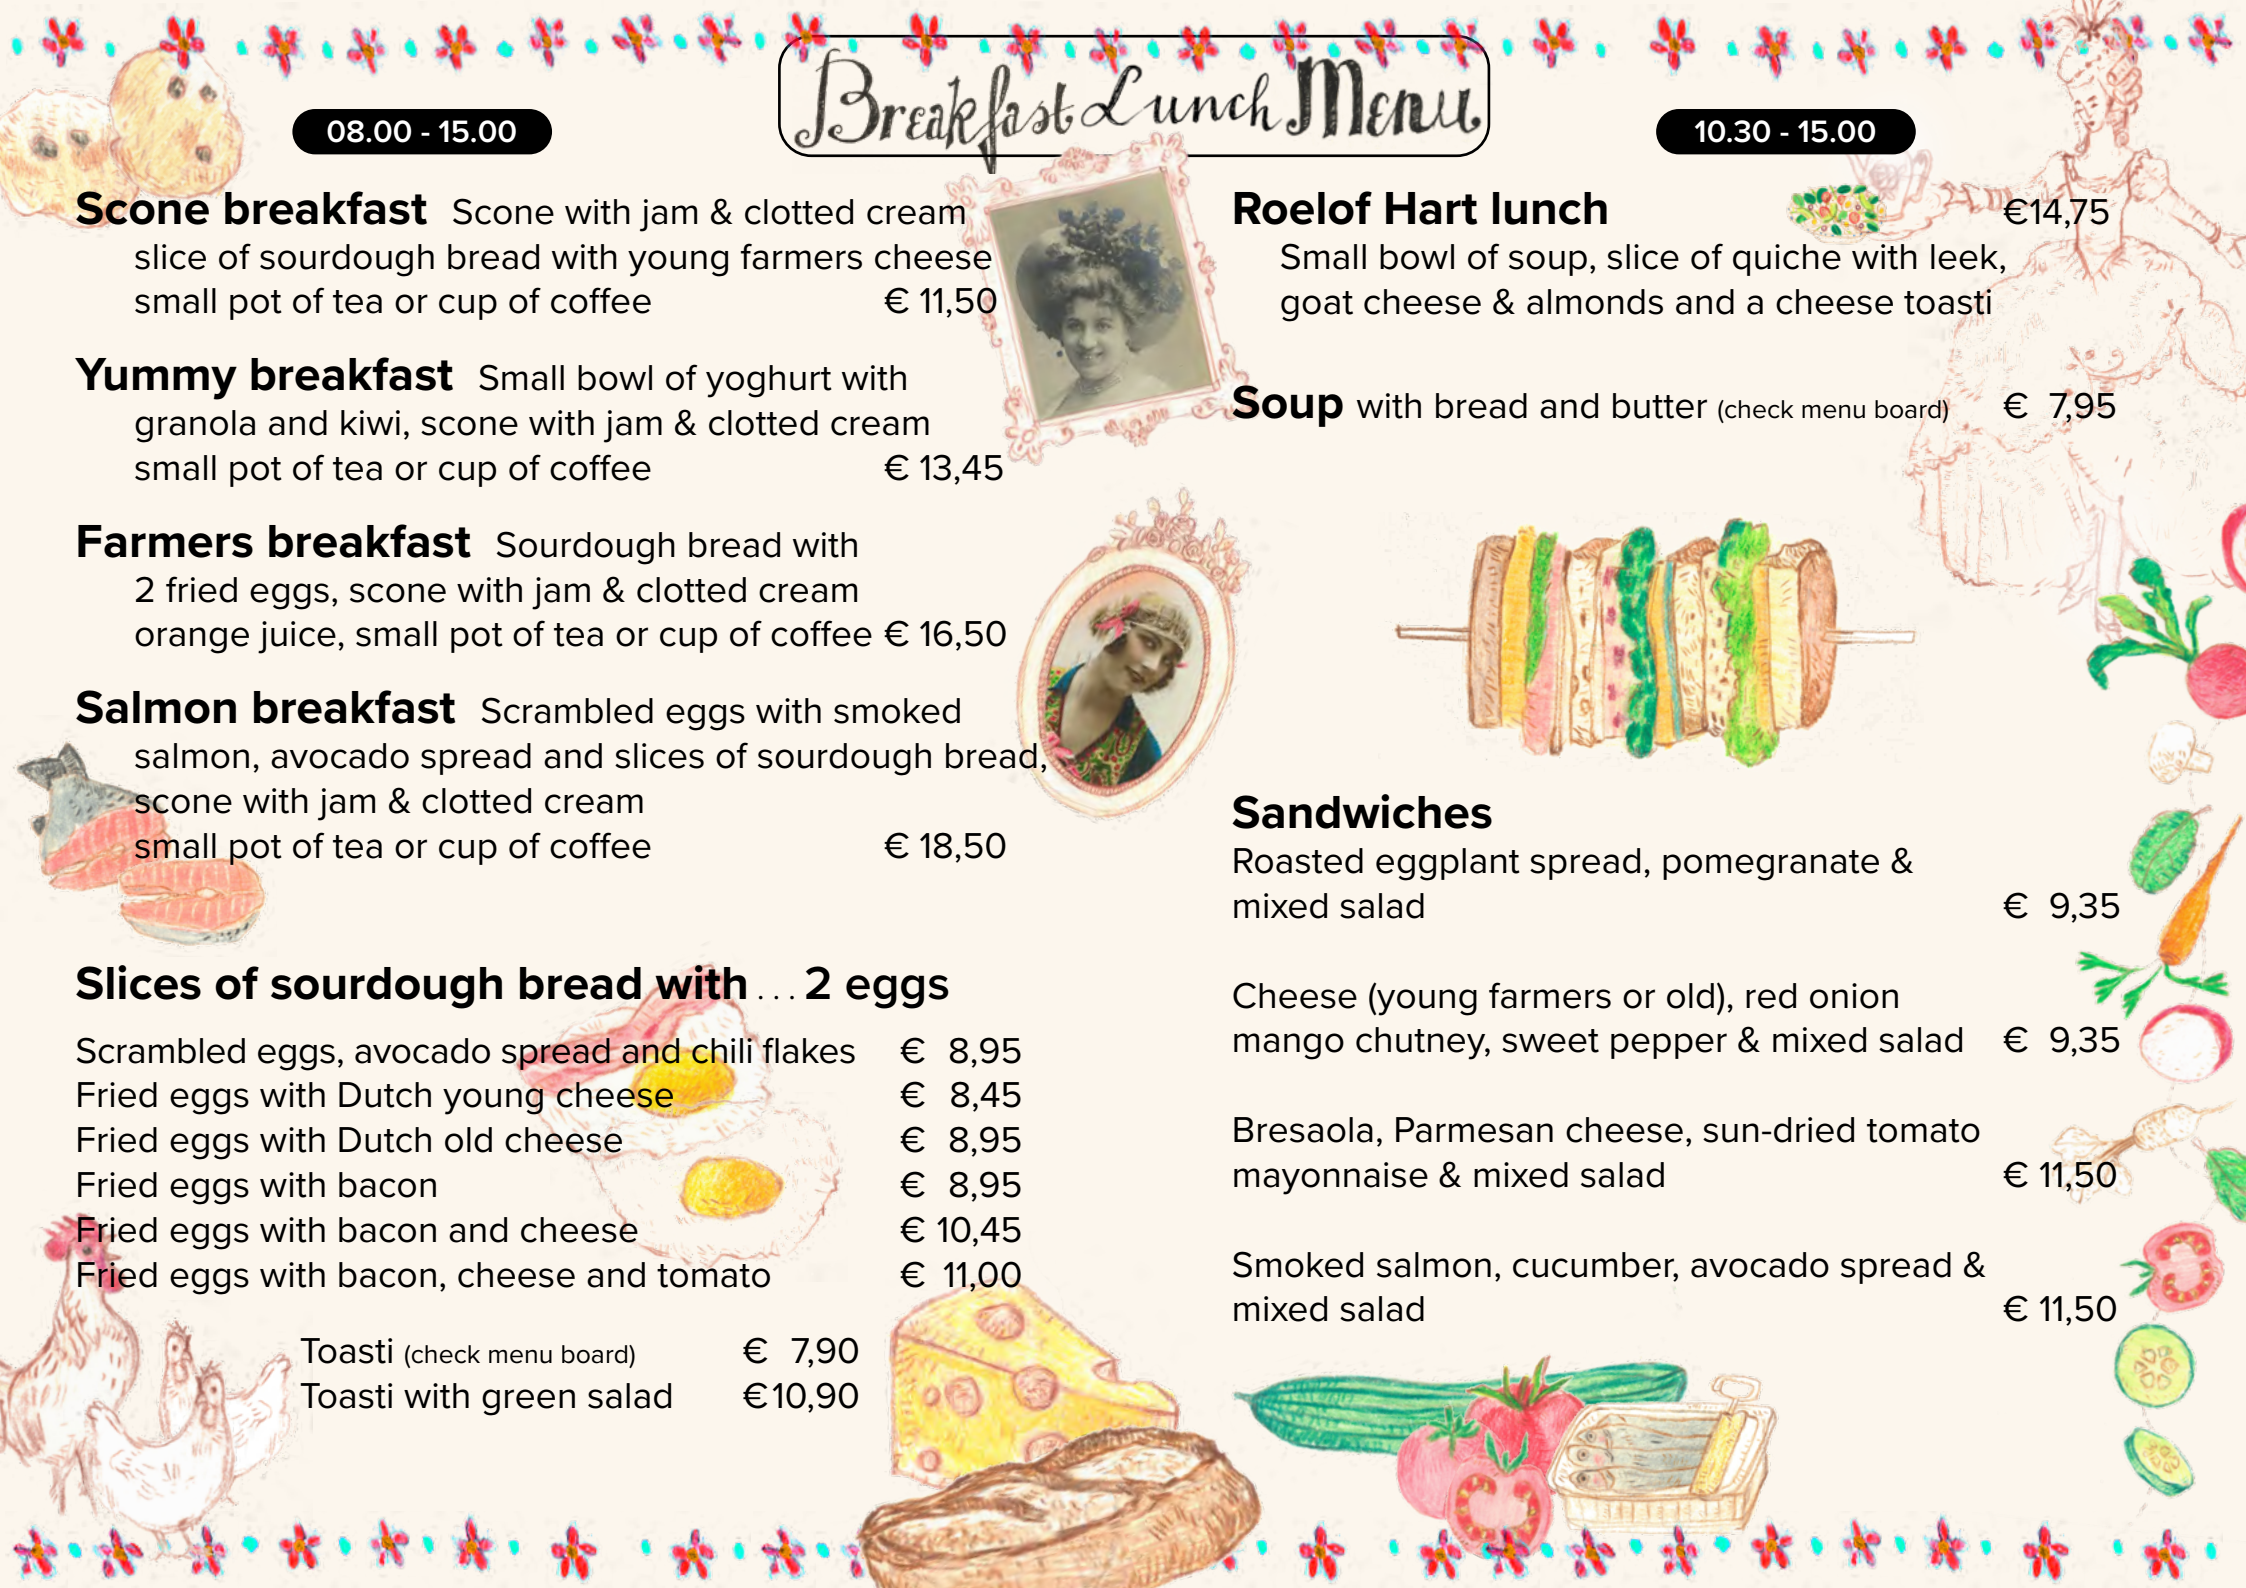 Breakfast Lunch Menu
08.00 - 15.00
Scone breakfast Scone with jam & clotted cream
slice of sourdough bread with young farmers cheese
small pot of tea or cup of coffee € 11,50
Yummy breakfast Small bowl of yoghurt with
granola and kiwi, scone with jam & clotted cream
small pot of tea or cup of coffee € 13,45
Farmers breakfast Sourdough bread with
2 fried eggs, scone with jam & clotted cream
orange juice, small pot of tea or cup of coffee € 16,50
Salmon breakfast Scrambled eggs with smoked
salmon, avocado spread and slices of sourdough bread,
scone with jam & clotted cream
small pot of tea or cup of coffee € 18,50
Slices of sourdough bread with ... 2 eggs
Scrambled eggs, avocado spread and chili flakes € 8,95
Fried eggs with Dutch young cheese € 8,45
Fried eggs with Dutch old cheese € 8,95
Fried eggs with bacon € 8,95
Fried eggs with bacon and cheese € 10,45
Fried eggs with bacon, cheese and tomato € 11,00
Toasti (check menu board) € 7,90
Toasti with green salad €10,90
10.30 - 15.00
Roelof Hart lunch €14,75
Small bowl of soup, slice of quiche with leek,
goat cheese & almonds and a cheese toasti
Soup with bread and butter (check menu board) € 7,95
Sandwiches
Roasted eggplant spread, pomegranate &
mixed salad € 9,35
Cheese (young farmers or old), red onion
mango chutney, sweet pepper & mixed salad € 9,35
Bresaola, Parmesan cheese, sun-dried tomato
mayonnaise & mixed salad € 11,50
Smoked salmon, cucumber, avocado spread &
mixed salad € 11,50